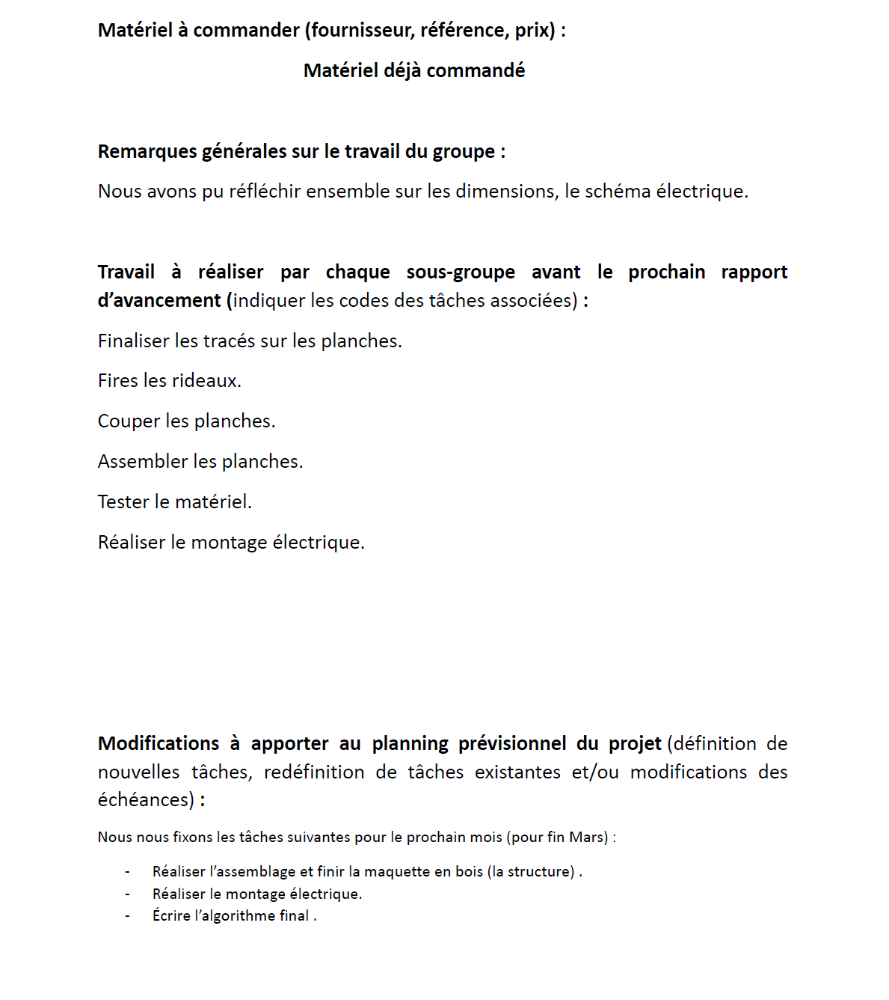 Matériel à commander (fournisseur, référence, prix) :
Matériel déjà commandé
Remarques générales sur le travail du groupe :
Nous avons pu réfléchir ensemble sur les dimensions, le schéma électrique.
Travail à réaliser par chaque sous-groupe avant le prochain rapport
d’avancement (indiquer les codes des tâches associées) :
Finaliser les tracés sur les planches.
Fires les rideaux.
Couper les planches.
Assembler les planches.
Tester le matériel.
Réaliser le montage électrique.
Modifications à apporter au planning prévisionnel du projet (définition de
nouvelles tâches, redéfinition de tâches existantes et/ou modifications des
échéances) :
Nous nous fixons les tâches suivantes pour le prochain mois (pour fin Mars) :
- Réaliser l’assemblage et finir la maquette en bois (la structure) .
- Réaliser le montage électrique.
- Écrire l’algorithme final .